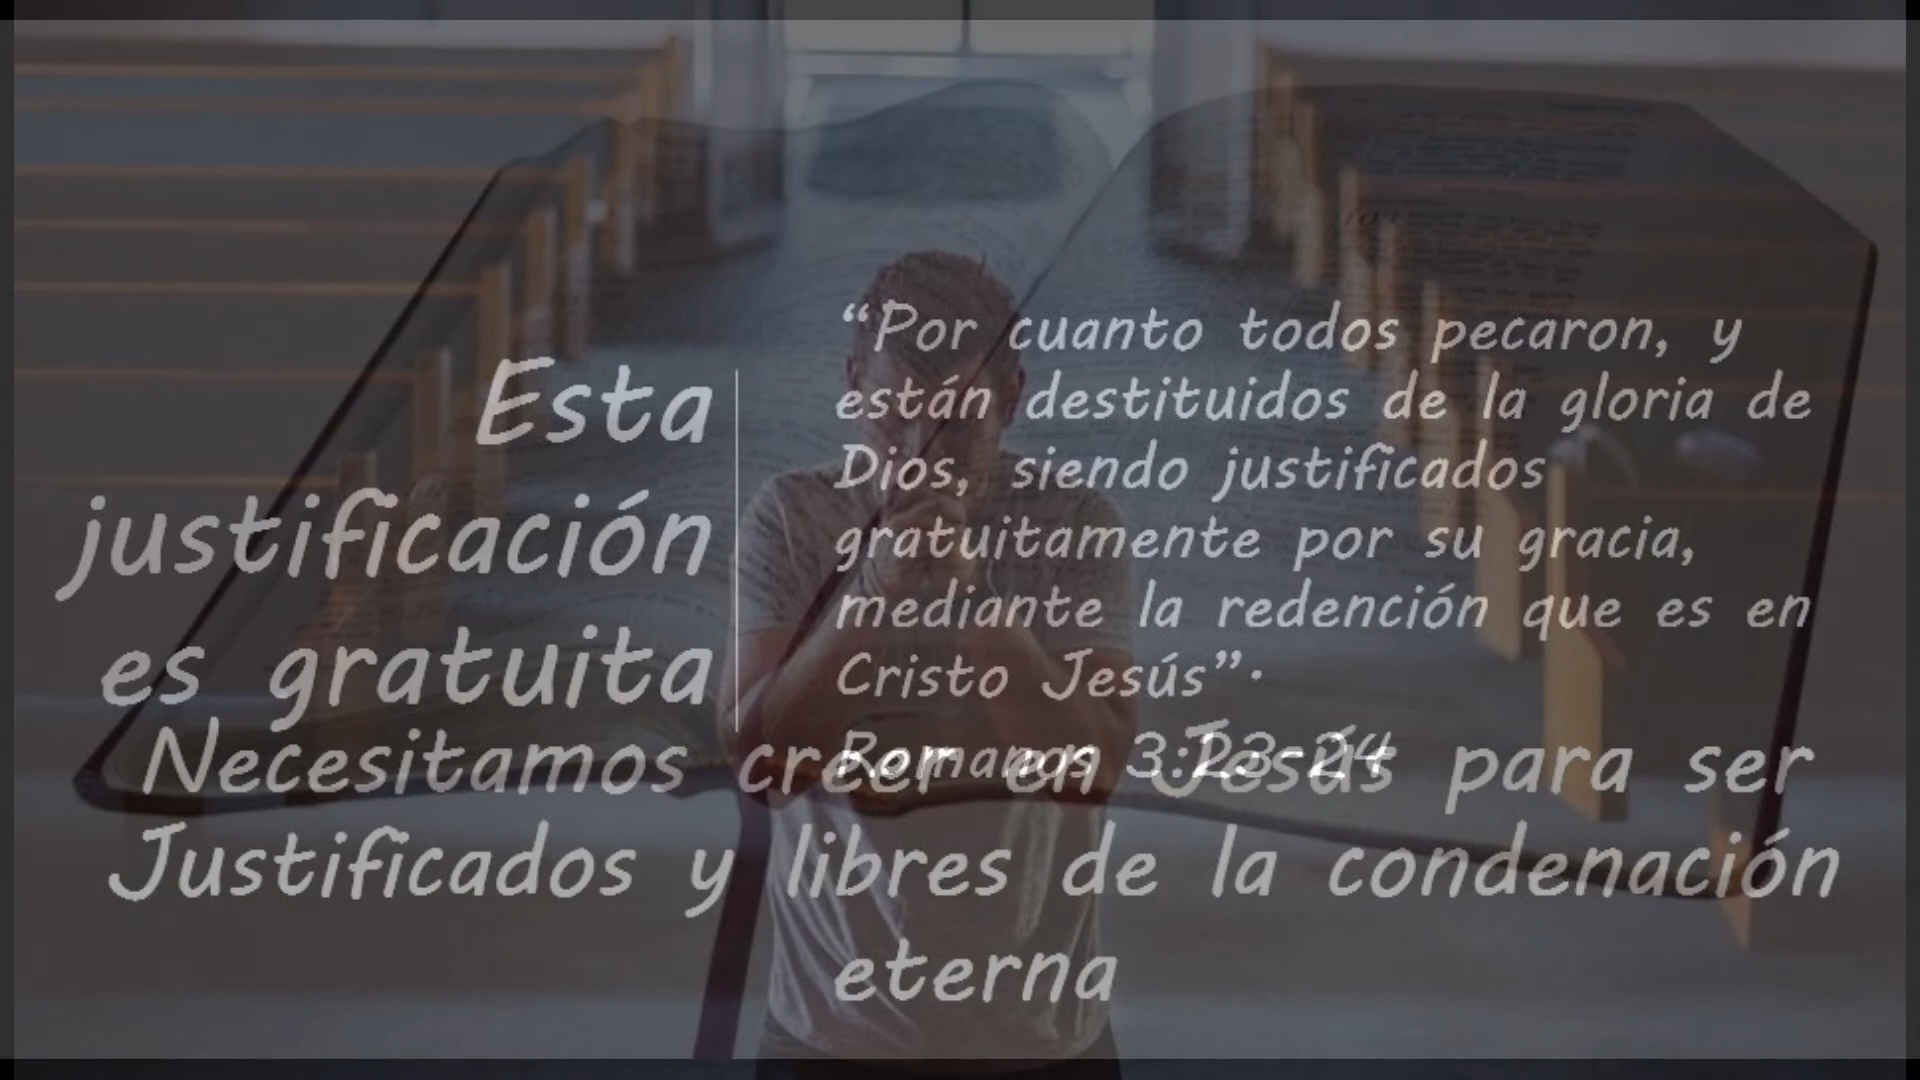 Esta
justificación
es gratuita
“Por cuanto todos pecaron, y
están destituidos de la gloria de
Dios, siendo justificados
gratuitamente por su gracia,
mediante la redención que es en
Cristo Jesús”.
Romanos 3:23-24
Necesitamos creer en Jesús para ser
Justificados y libres de la condenación
eterna